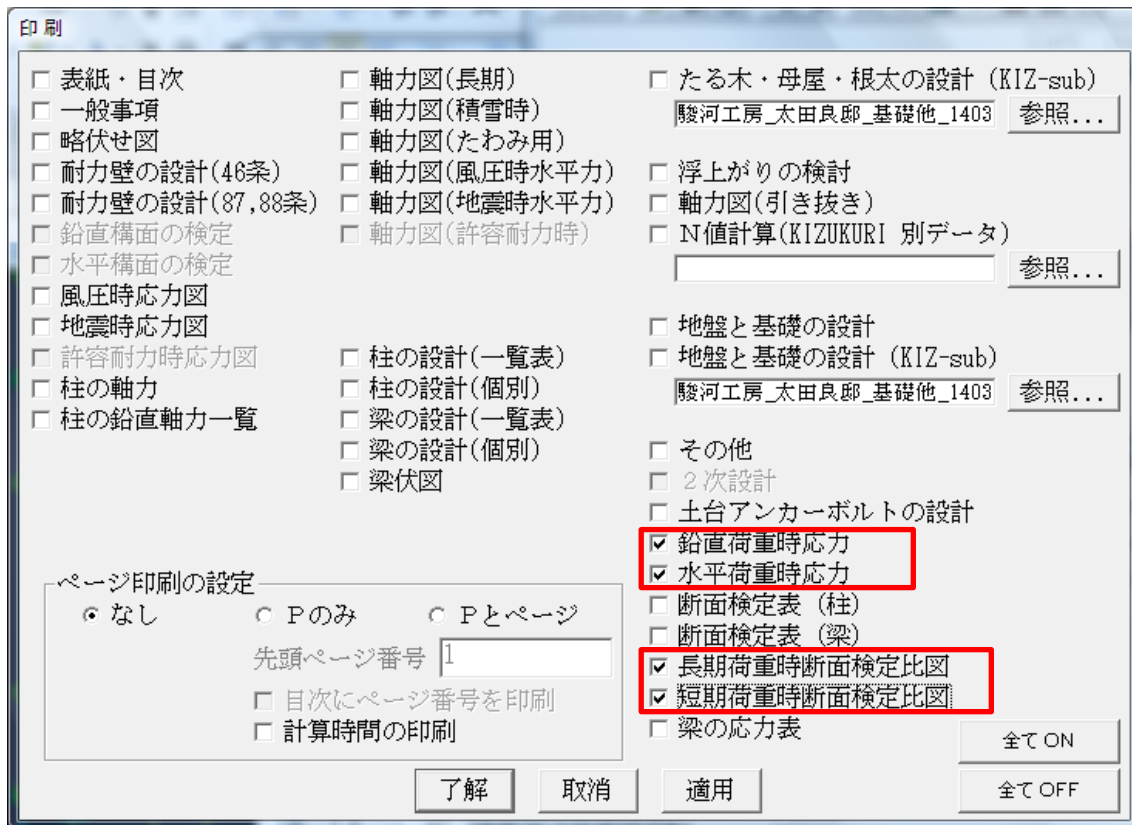 印刷
表紙・目次
一般事項
略伏せ図
耐力壁の設計(46条)
耐力壁の設計(87,88条)
鉛直構面の検定
水平構面の検定
風圧時応力図
地震時応力図
許容耐力時応力図
柱の軸力
柱の鉛直軸力一覧
軸力図(長期)
軸力図(積雪時)
軸力図(たわみ用)
軸力図(風圧時水平力)
軸力図(地震時水平力)
軸力図(許容耐力時)
柱の設計(一覧表)
柱の設計(個別)
梁の設計(一覧表)
梁の設計(個別)
梁伏図
たる木・母屋・根太の設計 (KIZ-sub)
駿河工房_太田良邸_基礎他_1403 参照...
浮上がりの検討
軸力図(引き抜き)
N値計算(KIZUKURI 別データ)
参照...
地盤と基礎の設計
地盤と基礎の設計 (KIZ-sub)
駿河工房_太田良邸_基礎他_1403 参照...
その他
2次設計
土台アンカーボルトの設計
鉛直荷重時応力
水平荷重時応力
断面検定表 (柱)
断面検定表 (梁)
長期荷重時断面検定比図
短期荷重時断面検定比図
梁の応力表
ページ印刷の設定
なし Pのみ Pとページ
先頭ページ番号 1
目次にページ番号を印刷
計算時間の印刷
全て ON
了解 取消 適用 全て OFF